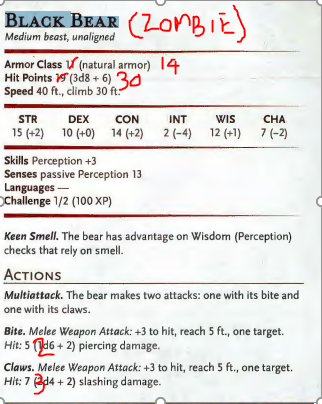 BLACK BEAR (ZOMBIE)
Medium beast, unaligned
Armor Class (natural armor) 14
Hit Points (3d8 + 6) 30
Speed 40 ft., climb 30 ft.
STR DEX CON INT WIS CHA
15 (+2) 10 (+0) 14 (+2) 2 (−4) 12 (+1) 7 (−2)
Skills Perception +3
Senses passive Perception 13
Languages —
Challenge 1/2 (100 XP)
Keen Smell. The bear has advantage on Wisdom (Perception)
checks that rely on smell.
ACTIONS
Multiattack. The bear makes two attacks: one with its bite and
one with its claws.
Bite. Melee Weapon Attack: +3 to hit, reach 5 ft., one target.
Hit: 5 (2d6 + 2) piercing damage.
Claws. Melee Weapon Attack: +3 to hit, reach 5 ft., one target.
Hit: 7 (3d4 + 2) slashing damage.